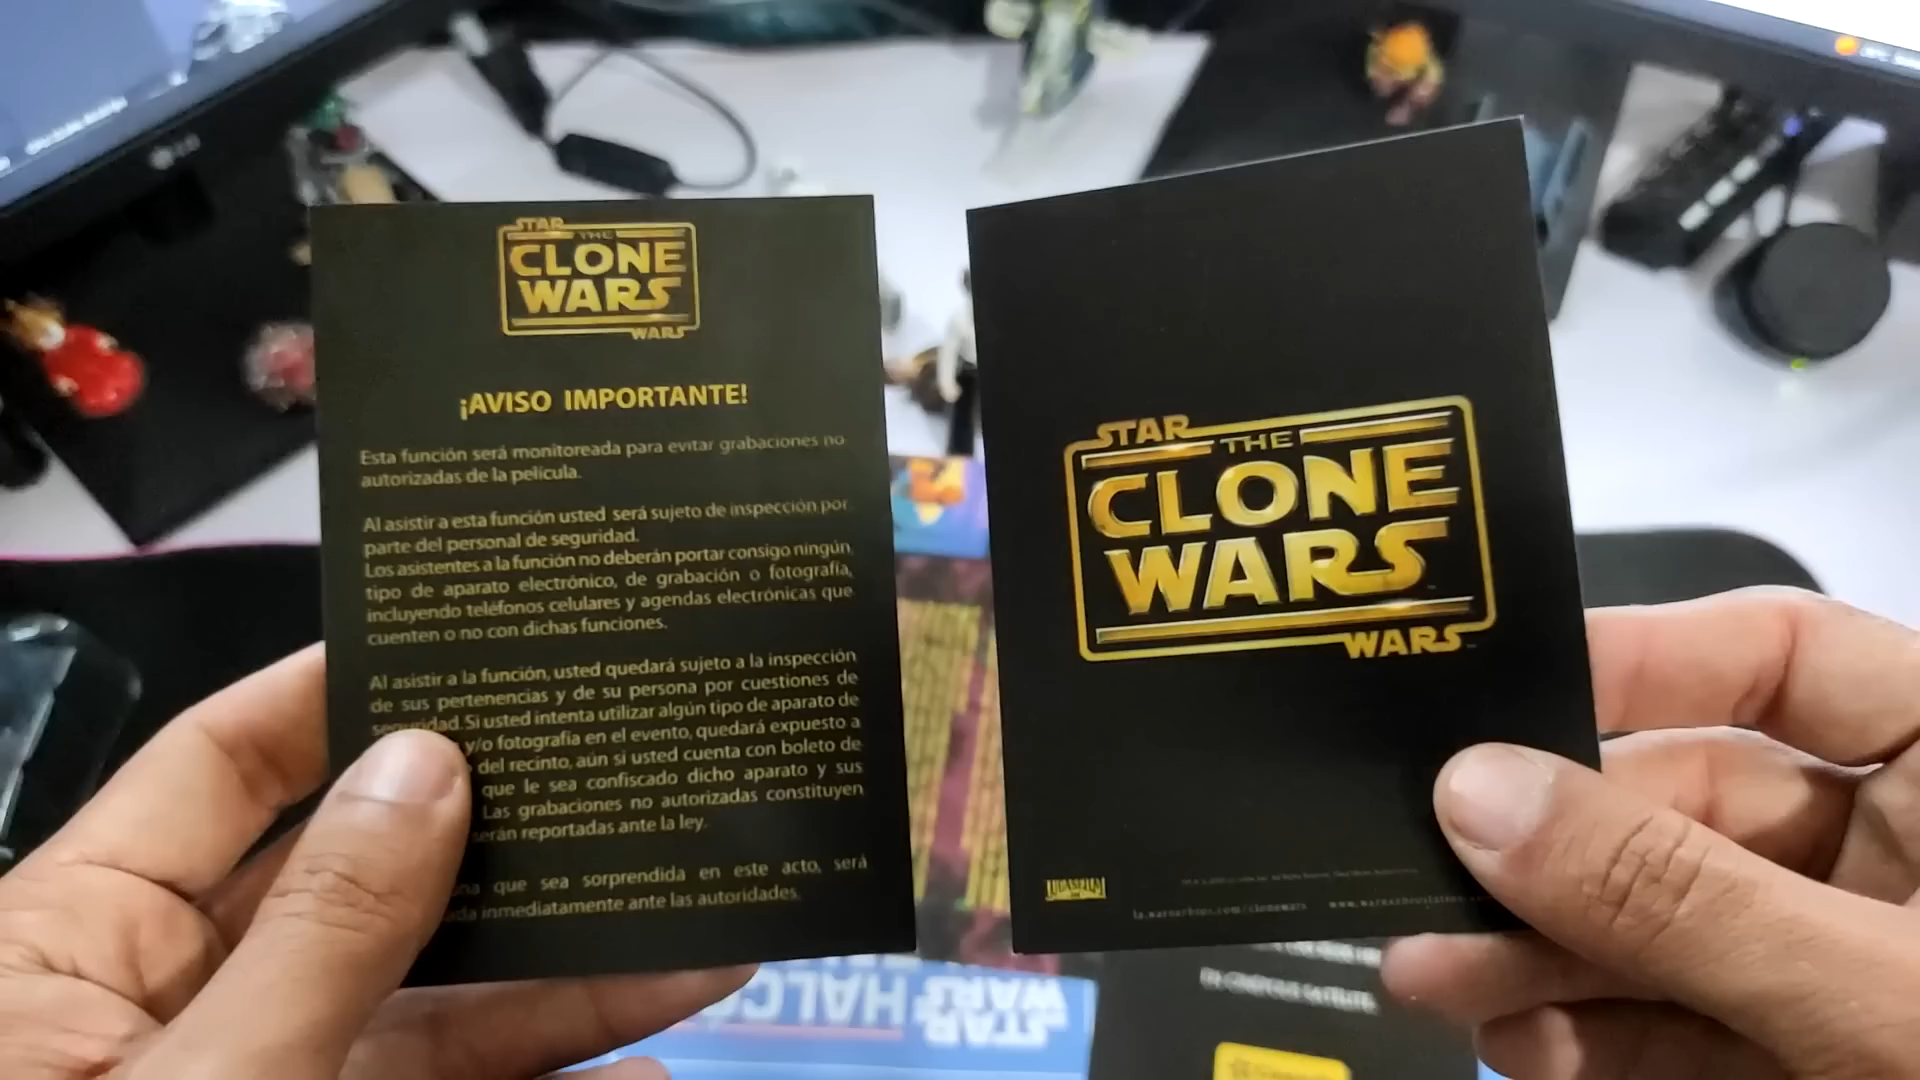 STAR
THE
CLONE
WARS
WARS
¡AVISO IMPORTANTE!
Esta función será monitoreada para evitar grabaciones no
autorizadas de la película.
Al asistir a esta función usted será sujeto de inspección por
parte del personal de seguridad.
Los asistentes a la función no deberán portar consigo ningún
tipo de aparato electrónico, de grabación o fotografía,
incluyendo teléfonos celulares y agendas electrónicas que
cuenten o no con dichas funciones.
Al asistir a la función, usted quedará sujeto a la inspección
de sus pertenencias y de su persona por cuestiones de
seguridad. Si usted intenta utilizar algún tipo de aparato de
y/o fotografía en el evento, quedará expuesto a
del recinto, aún si usted cuenta con boleto de
que le sea confiscado dicho aparato y sus
Las grabaciones no autorizadas constituyen
serán reportadas ante la ley.
que sea sorprendida en este acto, será
inmediatamente ante las autoridades.
STAR
THE
CLONE
WARS
WARS
LUCASFILM
STAR
WARS HALCÓ